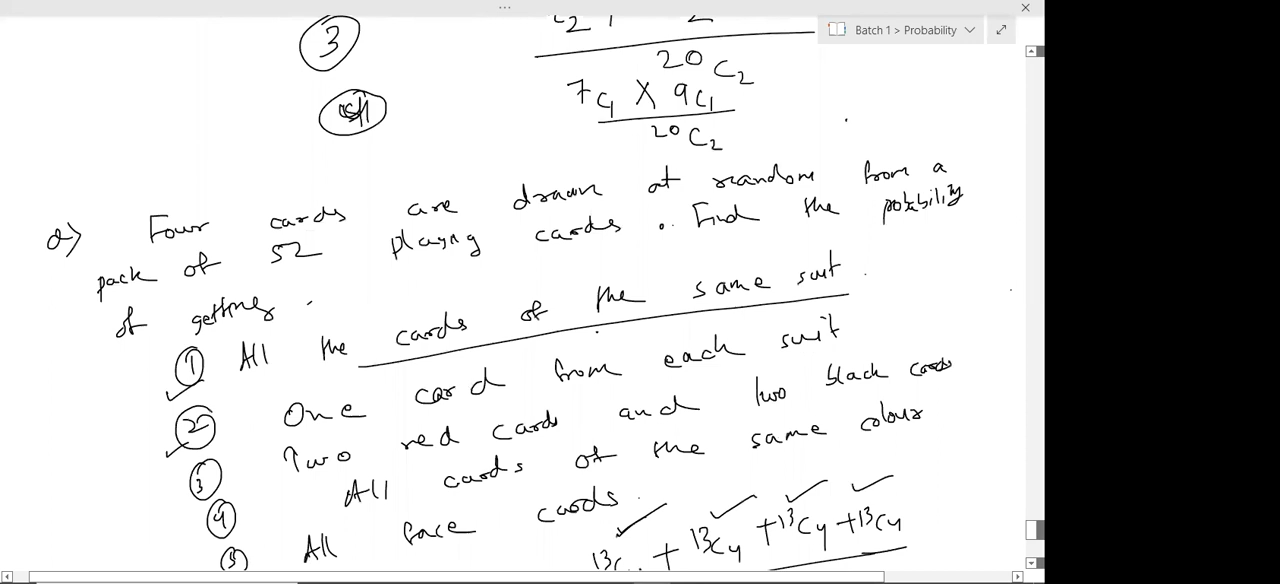 Batch 1 > Probability
3
C2
20C2
4
7C1 X 9C1
20C2
Q) Four cards are drawn at random from a
pack of 52 playing cards. Find the probability
of getting
1 All the cards of the same suit
2 One card from each suit
3 Two red cards and two black cards
4 All cards of the same colour
5 All face cards
13C + 13C4 + 13C4 + 13C4